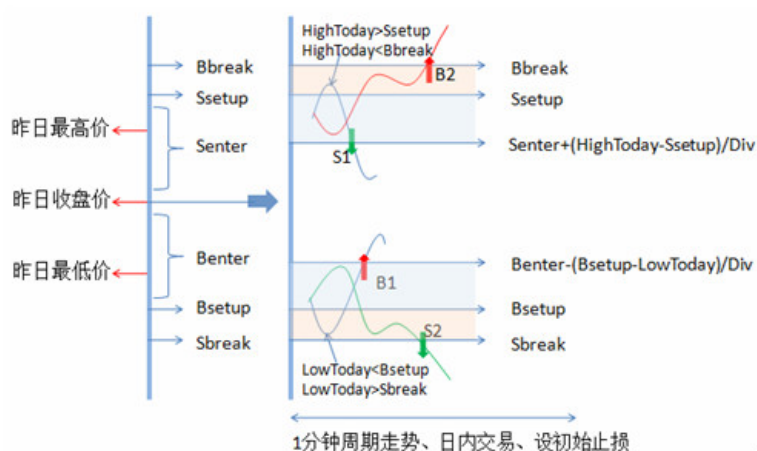 HighToday>Ssetup
HighToday<Bbreak
Bbreak
B2
Bbreak
Ssetup
Ssetup
昨日最高价
Senter
S1
Senter+(HighToday-Ssetup)/Div
昨日收盘价
Benter
Benter-(Bsetup-LowToday)/Div
昨日最低价
B1
Bsetup
Bsetup
S2
Sbreak
Sbreak
LowToday<Bsetup
LowToday>Sbreak
1分钟周期走势、日内交易、设初始止损